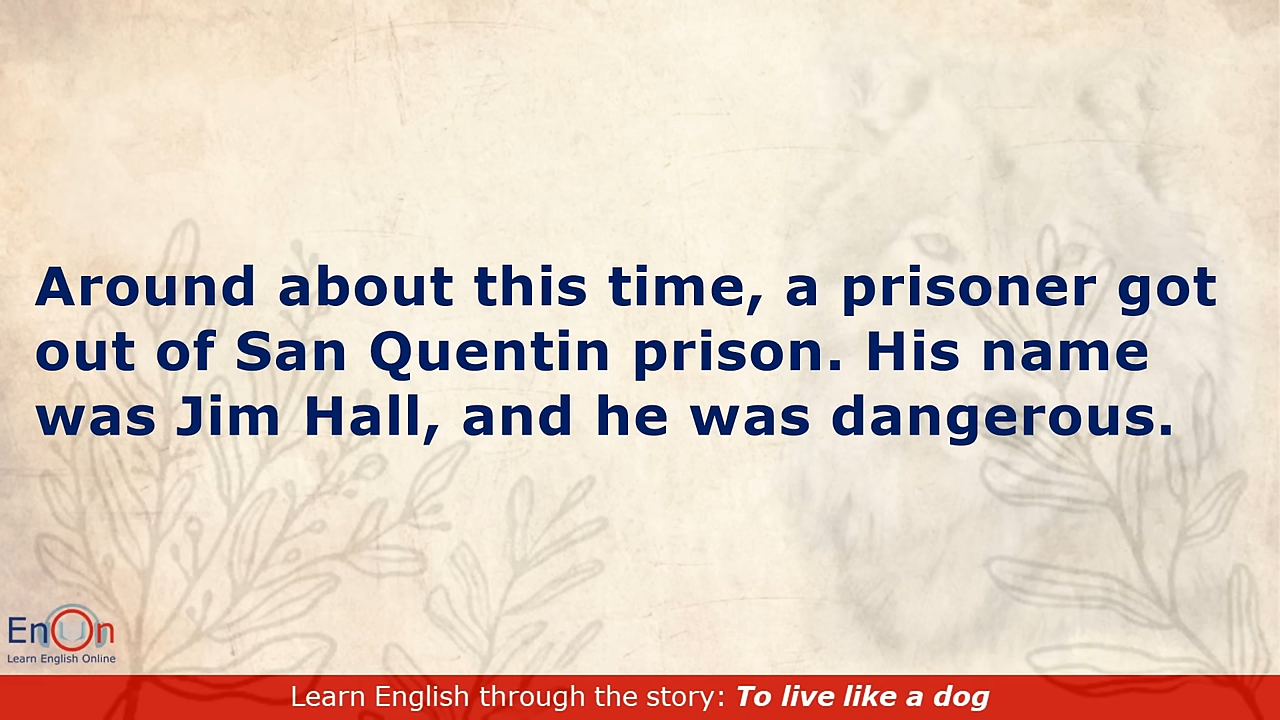 Around about this time, a prisoner got
out of San Quentin prison. His name
was Jim Hall, and he was dangerous.
EnOn
Learn English Online
Learn English through the story: To live like a dog